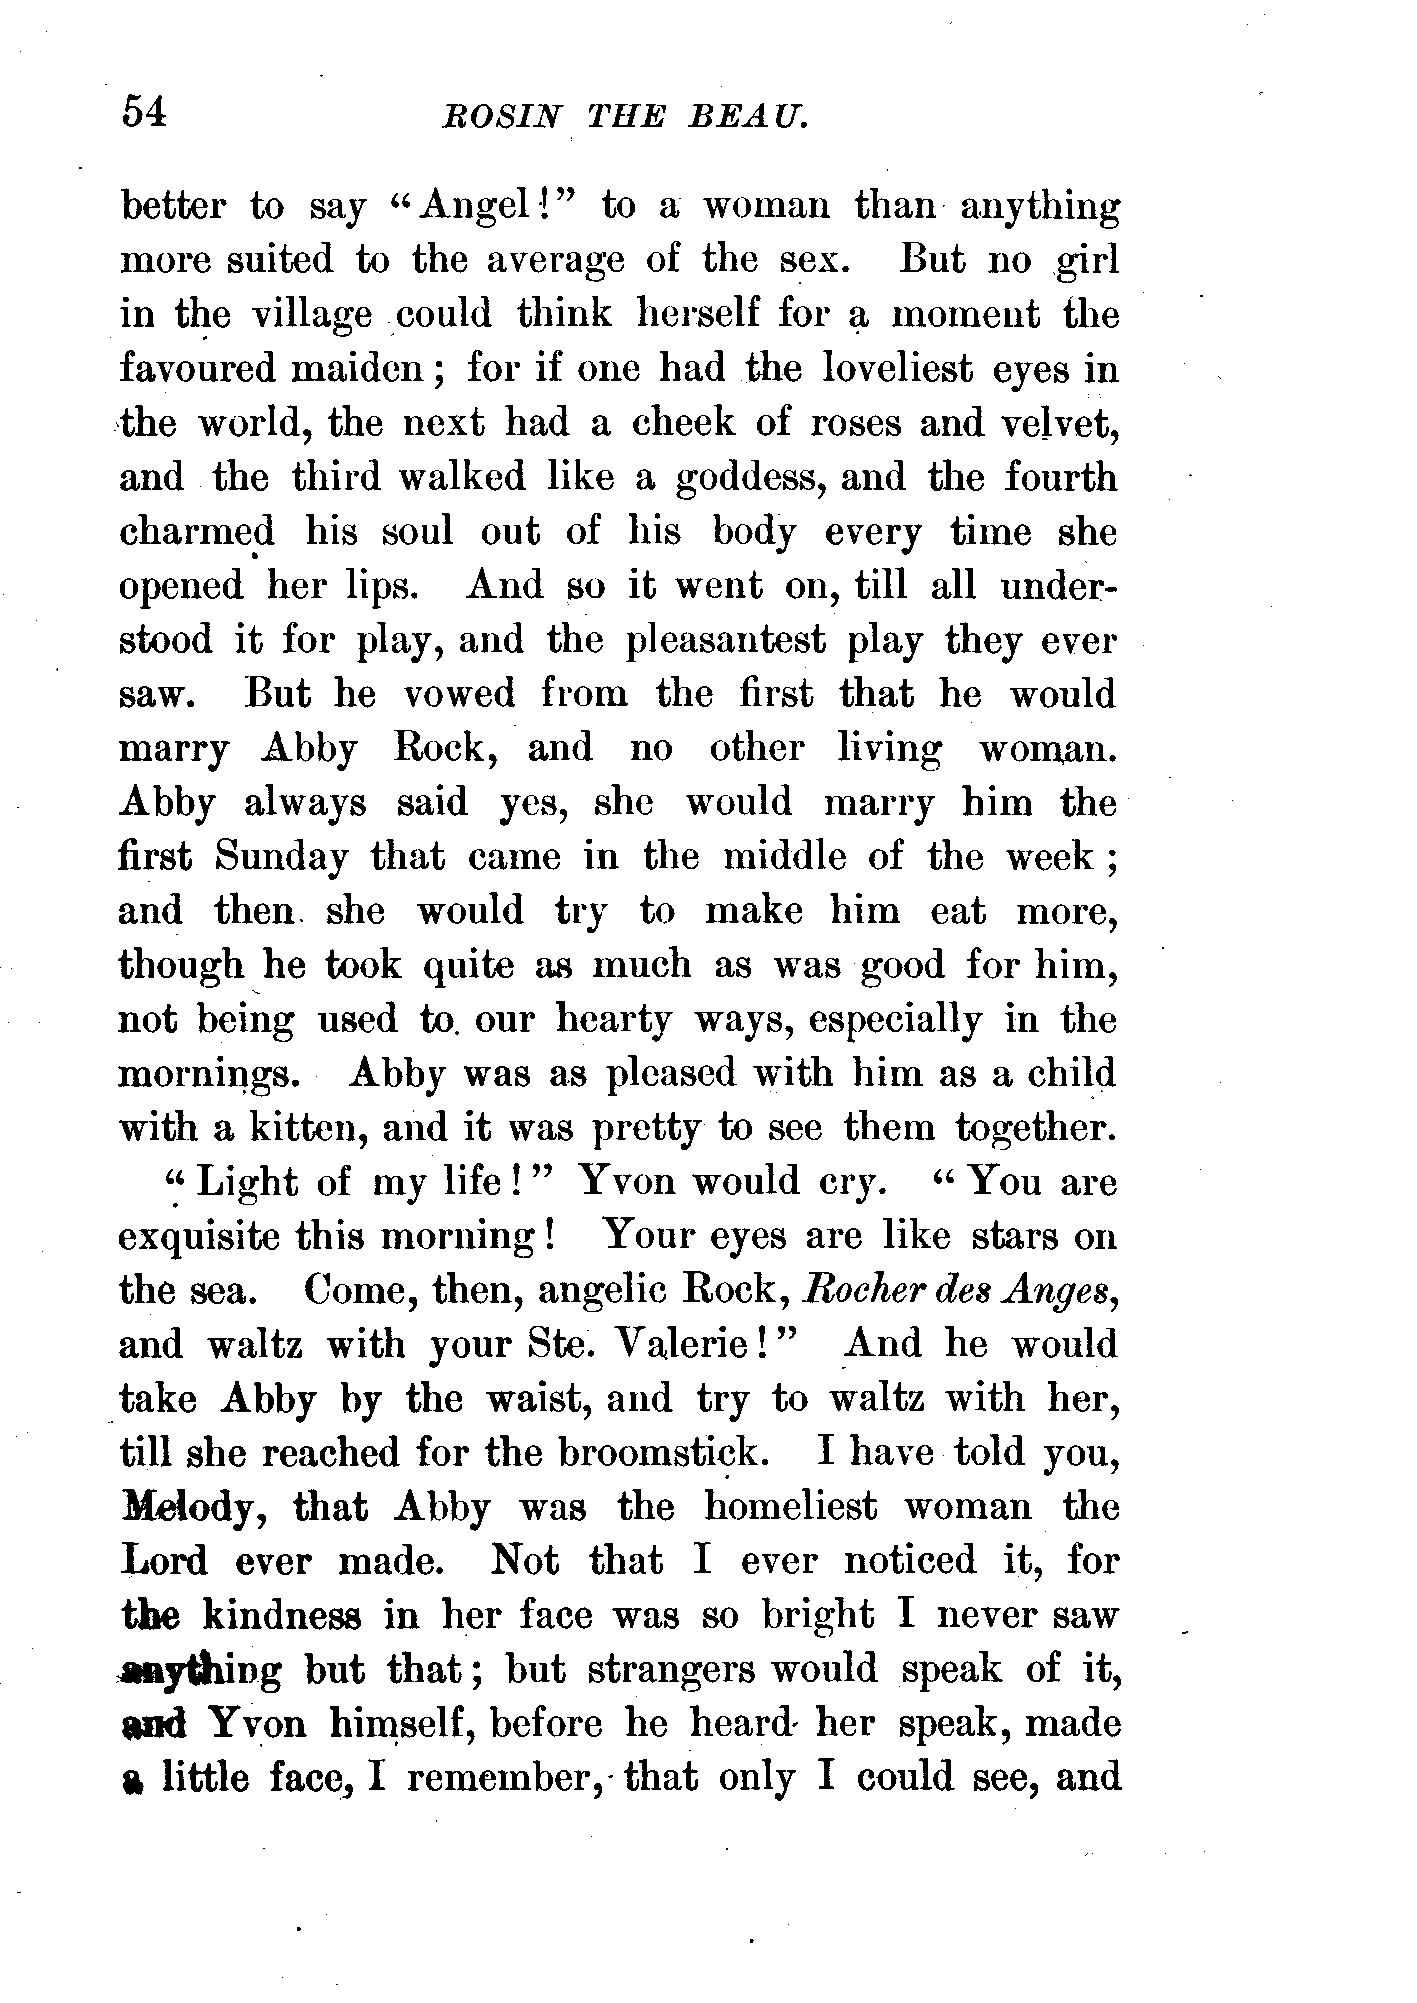 54 ROSIN THE BEAU.
better to say "Angel!" to a woman than anything
more suited to the average of the sex. But no girl
in the village could think herself for a moment the
favoured maiden; for if one had the loveliest eyes in
the world, the next had a cheek of roses and velvet,
and the third walked like a goddess, and the fourth
charmed his soul out of his body every time she
opened her lips. And so it went on, till all under-
stood it for play, and the pleasantest play they ever
saw. But he vowed from the first that he would
marry Abby Rock, and no other living woman.
Abby always said yes, she would marry him the
first Sunday that came in the middle of the week;
and then she would try to make him eat more,
though he took quite as much as was good for him,
not being used to our hearty ways, especially in the
mornings. Abby was as pleased with him as a child
with a kitten, and it was pretty to see them together.
"Light of my life!" Yvon would cry. "You are
exquisite this morning! Your eyes are like stars on
the sea. Come, then, angelic Rock, Rocher des Anges,
and waltz with your Ste. Valerie!" And he would
take Abby by the waist, and try to waltz with her,
till she reached for the broomstick. I have told you,
Melody, that Abby was the homeliest woman the
Lord ever made. Not that I ever noticed it, for
the kindness in her face was so bright I never saw
anything but that; but strangers would speak of it,
and Yvon himself, before he heard her speak, made
a little face, I remember, that only I could see, and